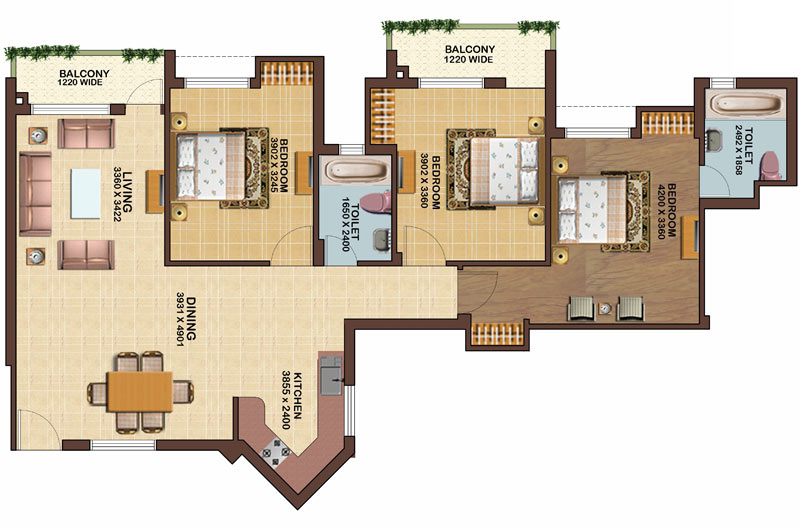 BALCONY
1220 WIDE
BALCONY
1220 WIDE
LIVING
3360 X 3422
BEDROOM
3902 X 3245
TOILET
1650 X 2400
BEDROOM
3902 X 3360
BEDROOM
4200 X 3360
TOILET
2492 X 1858
DINING
3931 X 4901
KITCHEN
3855 X 2400